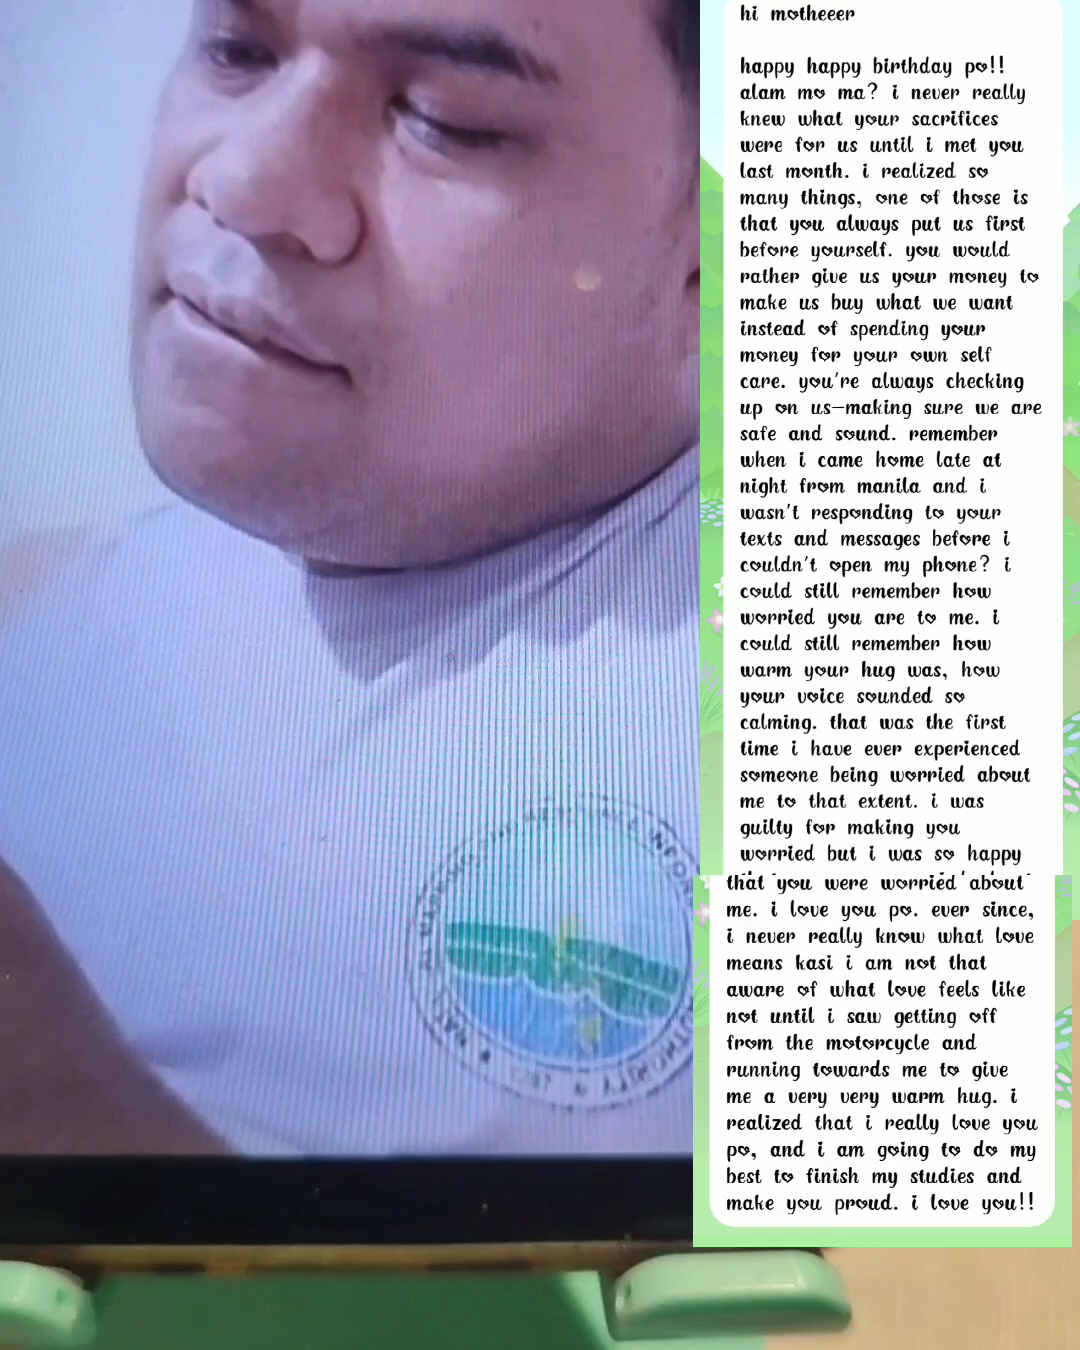 hi motheeer
happy happy birthday po!!
alam mo ma? i never really
knew what your sacrifices
were for us until i met you
last month. i realized so
many things, one of those is
that you always put us first
before yourself. you would
rather give us your money to
make us buy what we want
instead of spending your
money for your own self
care. you're always checking
up on us—making sure we are
safe and sound. remember
when i came home late at
night from manila and i
wasn't responding to your
texts and messages before i
couldn't open my phone? i
could still remember how
worried you are to me. i
could still remember how
warm your hug was, how
your voice sounded so
calming. that was the first
time i have ever experienced
someone being worried about
me to that extent. i was
guilty for making you
worried but i was so happy
that you were worried about
me. i love you po. ever since,
i never really know what love
means kasi i am not that
aware of what love feels like
not until i saw getting off
from the motorcycle and
running towards me to give
me a very very warm hug. i
realized that i really love you
po, and i am going to do my
best to finish my studies and
make you proud. i love you!!
MAPPING AND RESOURCE